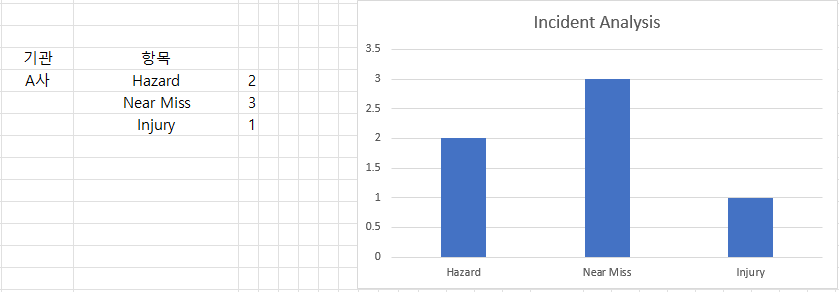 기관 항목
A사 Hazard 2
Near Miss 3
Injury 1
Incident Analysis
3.5
3
2.5
2
1.5
1
0.5
0
Hazard Near Miss Injury